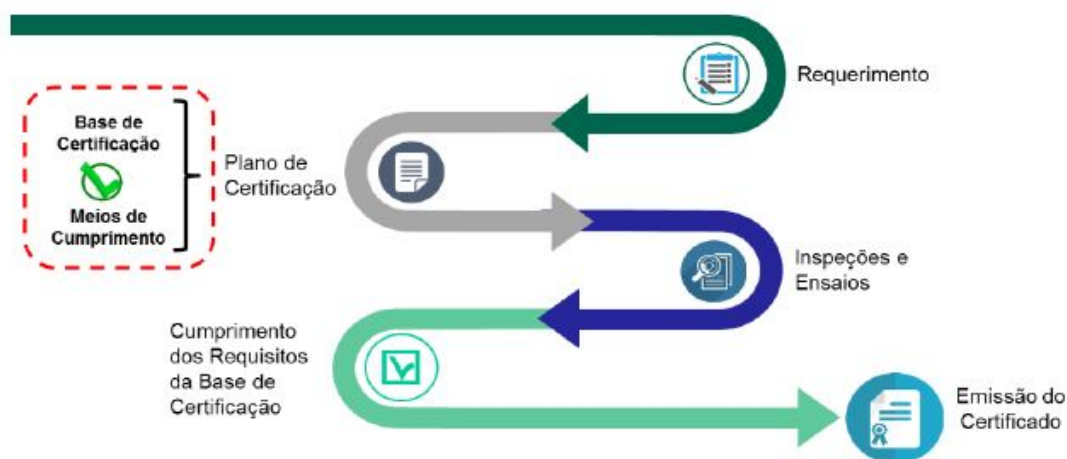 Requerimento
Base de
Certificação
Meios de
Cumprimento
Plano de
Certificação
Inspeções e
Ensaios
Cumprimento
dos Requisitos
da Base de
Certificação
Emissão do
Certificado